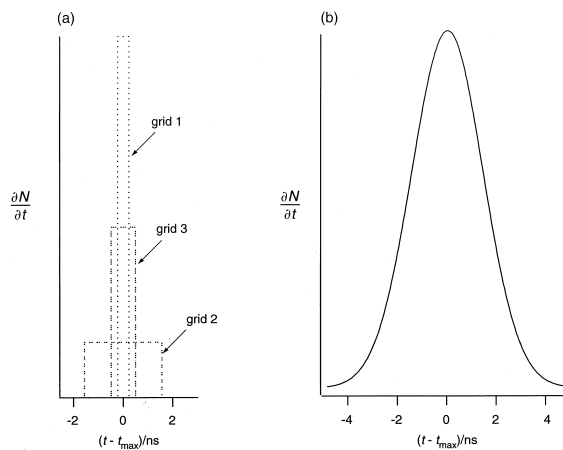 (a)
∂N
∂t
grid 1
grid 3
grid 2
-2
0
2
(t - tmax)/ns
(b)
∂N
∂t
-4
-2
0
2
4
(t - tmax)/ns